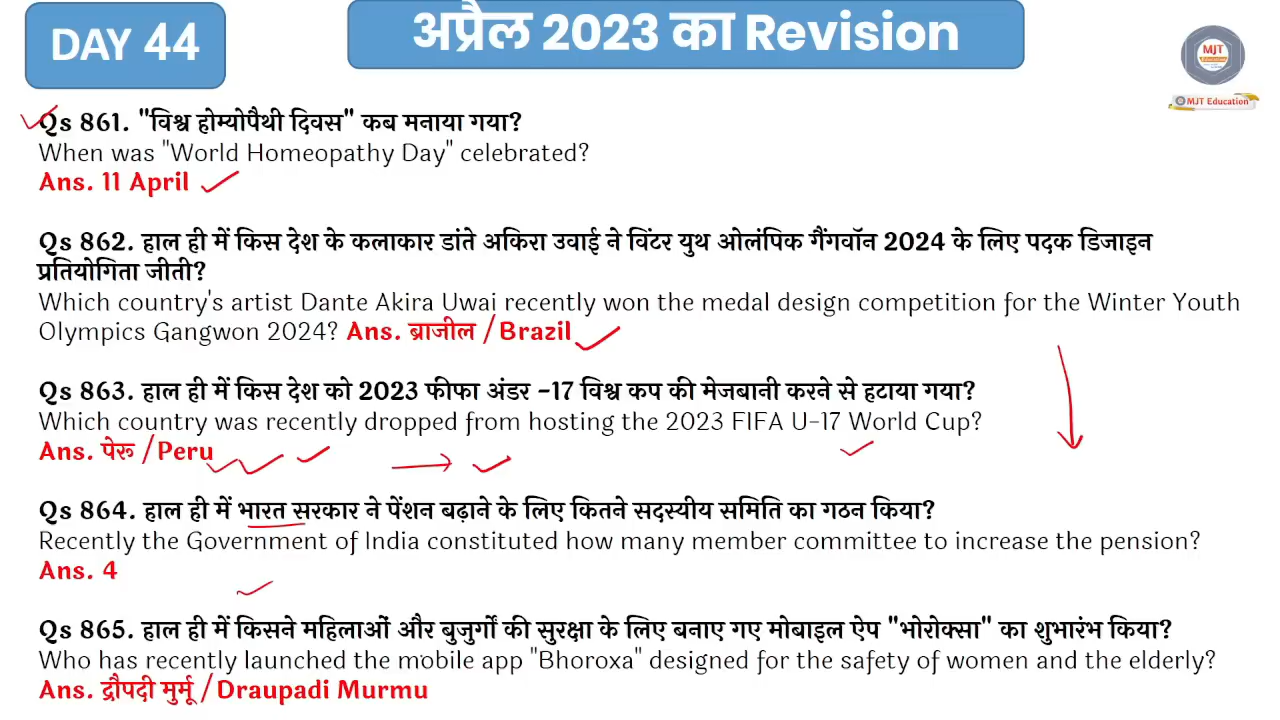 DAY 44
अप्रैल 2023 का Revision
MJT
MJT Education
Qs 861. "विश्व होम्योपैथी दिवस" कब मनाया गया?
When was "World Homeopathy Day" celebrated?
Ans. 11 April
Qs 862. हाल ही में किस देश के कलाकार डांते अकिरा उवाई ने विंटर युथ ओलंपिक गैंगवॉन 2024 के लिए पदक डिजाइन
प्रतियोगिता जीती?
Which country's artist Dante Akira Uwai recently won the medal design competition for the Winter Youth
Olympics Gangwon 2024? Ans. ब्राजील /Brazil
Qs 863. हाल ही में किस देश को 2023 फीफा अंडर -17 विश्व कप की मेजबानी करने से हटाया गया?
Which country was recently dropped from hosting the 2023 FIFA U-17 World Cup?
Ans. पेरू /Peru
Qs 864. हाल ही में भारत सरकार ने पेंशन बढ़ाने के लिए कितने सदस्यीय समिति का गठन किया?
Recently the Government of India constituted how many member committee to increase the pension?
Ans. 4
Qs 865. हाल ही में किसने महिलाओं और बुजुर्गों की सुरक्षा के लिए बनाए गए मोबाइल ऐप "भोरोक्सा" का शुभारंभ किया?
Who has recently launched the mobile app "Bhoroxa" designed for the safety of women and the elderly?
Ans. द्रौपदी मुर्मू /Draupadi Murmu